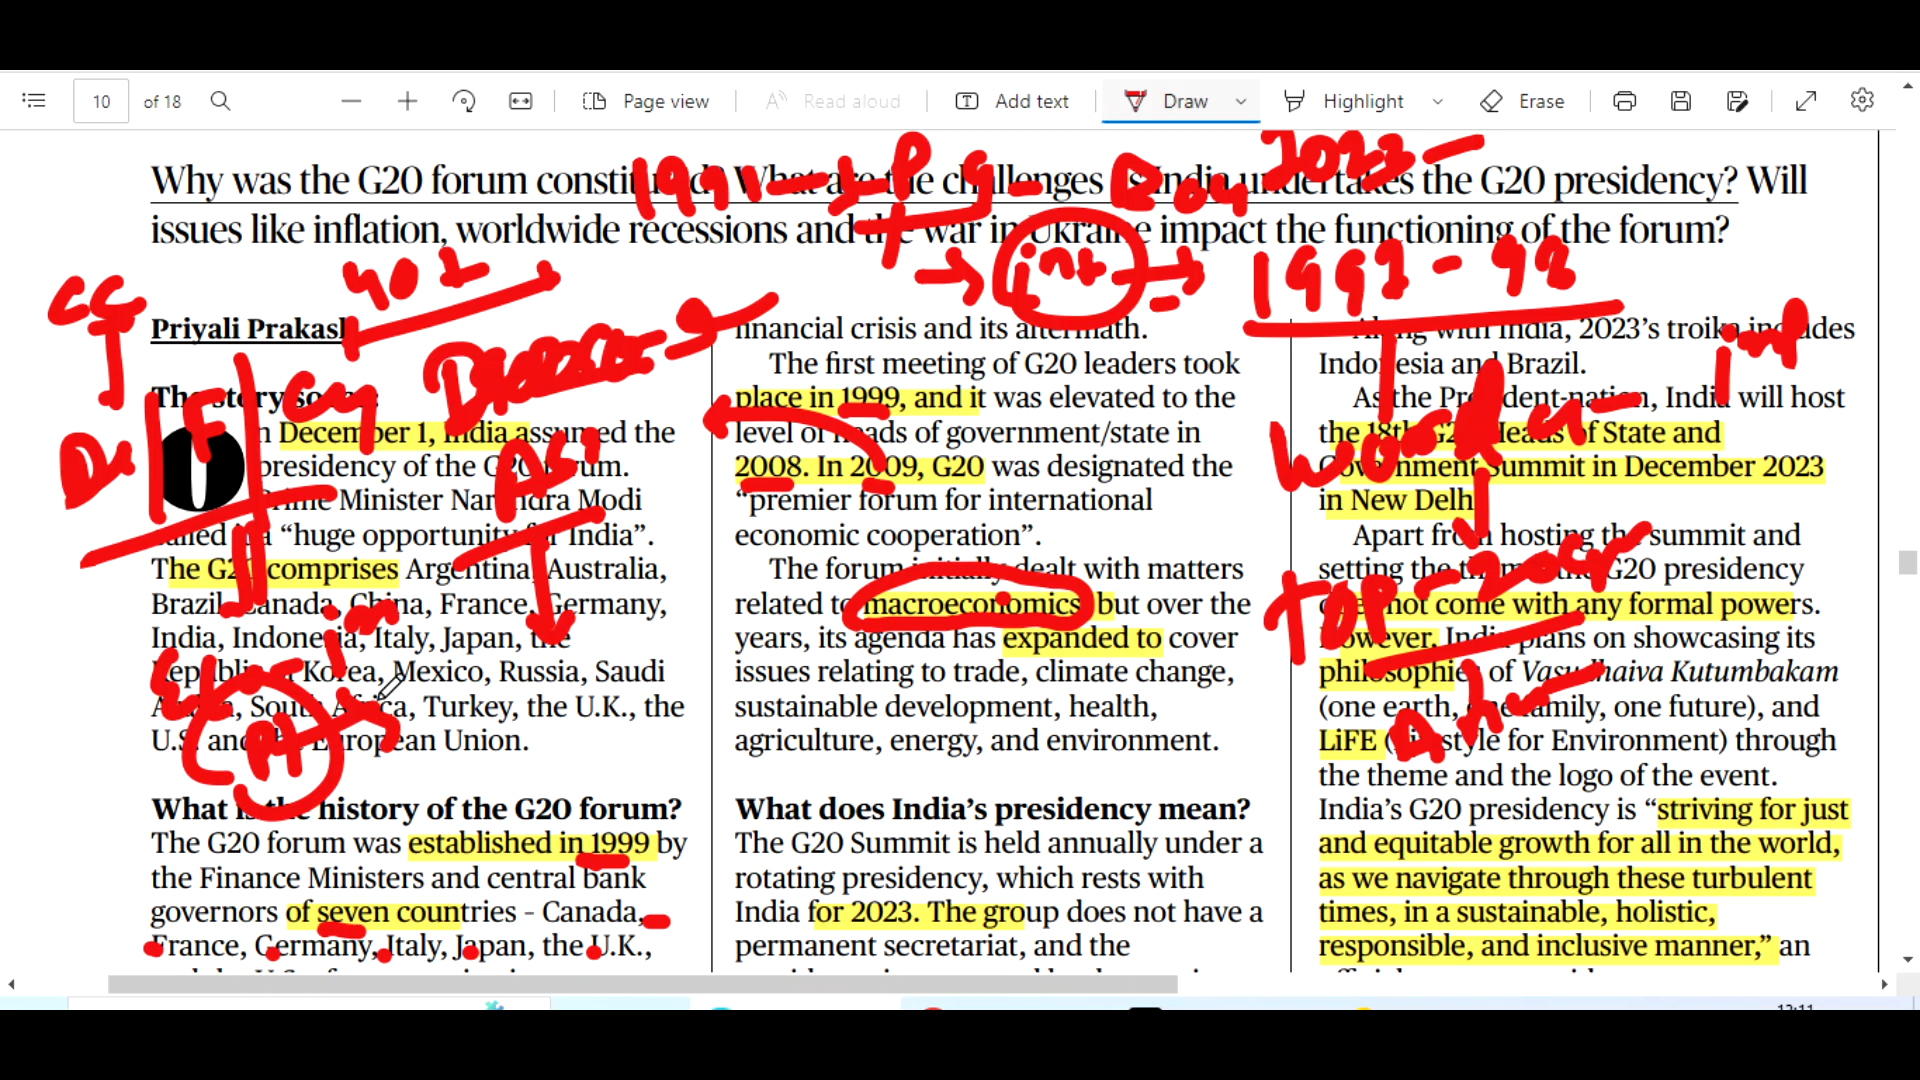 10 of 18 Page view Read aloud Add text Draw Highlight Erase
Why was the G20 forum constituted? What are the challenges as India undertakes the G20 presidency? Will
issues like inflation, worldwide recessions and the war in Ukraine impact the functioning of the forum?
Priyali Prakash
The story so far:
On December 1, India assumed the
presidency of the G20 forum.
Prime Minister Narendra Modi
called it a “huge opportunity for India”.
The G20 comprises Argentina, Australia,
Brazil, Canada, China, France, Germany,
India, Indonesia, Italy, Japan, the
Republic of Korea, Mexico, Russia, Saudi
Arabia, South Africa, Turkey, the U.K., the
U.S. and the European Union.
What is the history of the G20 forum?
The G20 forum was established in 1999 by
the Finance Ministers and central bank
governors of seven countries – Canada,
France, Germany, Italy, Japan, the U.K.,
financial crisis and its aftermath.
The first meeting of G20 leaders took
place in 1999, and it was elevated to the
level of heads of government/state in
2008. In 2009, G20 was designated the
“premier forum for international
economic cooperation”.
The forum initially dealt with matters
related to macroeconomics, but over the
years, its agenda has expanded to cover
issues relating to trade, climate change,
sustainable development, health,
agriculture, energy, and environment.
What does India’s presidency mean?
The G20 Summit is held annually under a
rotating presidency, which rests with
India for 2023. The group does not have a
permanent secretariat, and the
Along with India, 2023’s troika includes
Indonesia and Brazil.
As the President-nation, India will host
the 18th G20 Heads of State and
Government Summit in December 2023
in New Delhi
Apart from hosting the summit and
setting the theme, the G20 presidency
does not come with any formal powers.
However, India plans on showcasing its
philosophies of Vasudhaiva Kutumbakam
(one earth, one family, one future), and
LiFE (Lifestyle for Environment) through
the theme and the logo of the event.
India’s G20 presidency is “striving for just
and equitable growth for all in the world,
as we navigate through these turbulent
times, in a sustainable, holistic,
responsible, and inclusive manner,” an
1991
int
CC
TOP